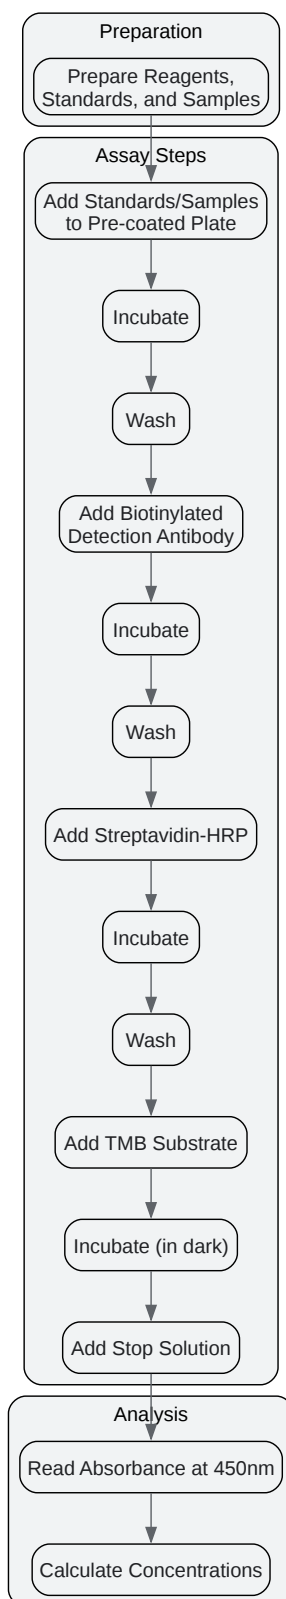 Preparation
Prepare Reagents,
Standards, and Samples
Assay Steps
Add Standards/Samples
to Pre-coated Plate
Incubate
Wash
Add Biotinylated
Detection Antibody
Incubate
Wash
Add Streptavidin-HRP
Incubate
Wash
Add TMB Substrate
Incubate (in dark)
Add Stop Solution
Analysis
Read Absorbance at 450nm
Calculate Concentrations